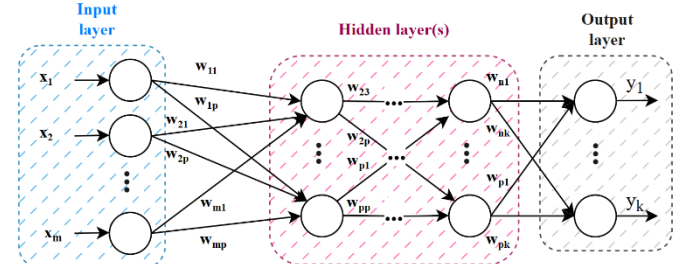 Input
layer
Hidden layer(s)
Output
layer
x1
x2
xm
w11
w1p
w21
w2p
wm1
wmp
w23
w2p
wp1
wpp
wn1
wnk
wp1
wpk
y1
yk